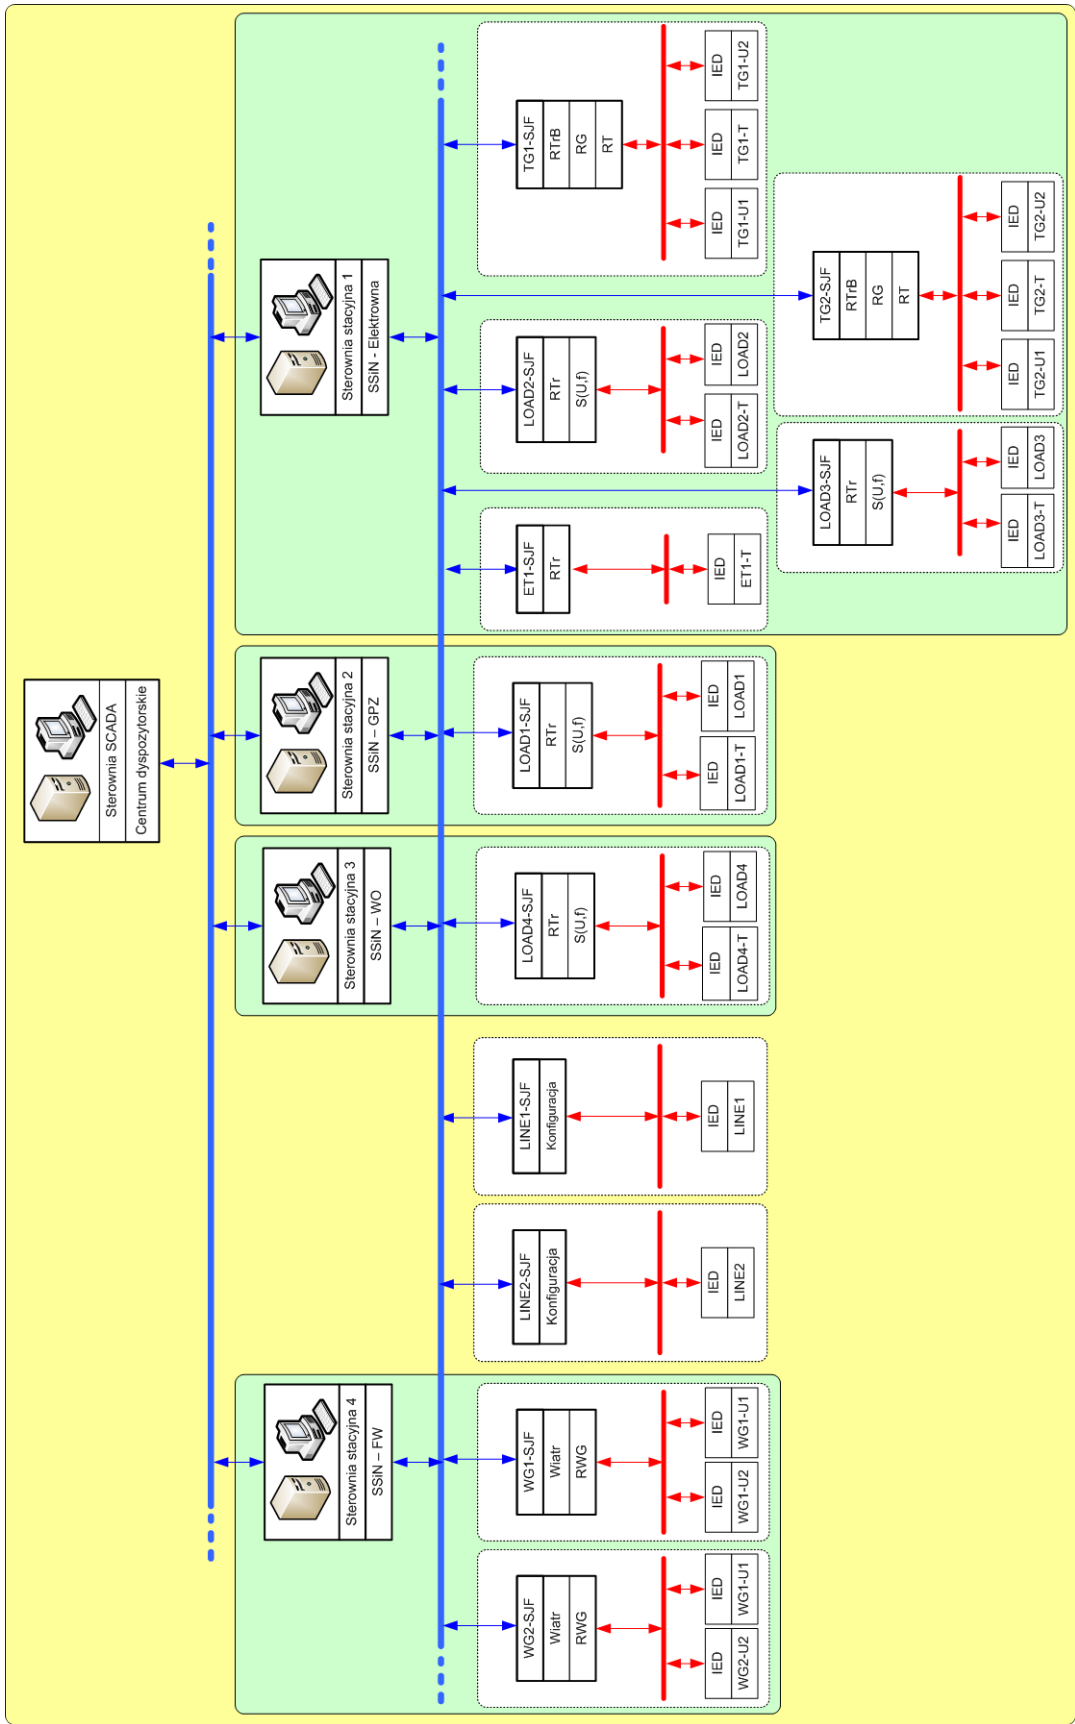 Sterownia SCADA
Centrum dyspozytorskie
Sterownia stacyjna 4
SSiN – FW
Sterownia stacyjna 3
SSiN – WO
Sterownia stacyjna 2
SSiN – GPZ
Sterownia stacyjna 1
SSiN - Elektrowna
WG2-SJF
Wiatr
RWG
IED
WG2-U2
IED
WG1-U1
WG1-SJF
Wiatr
RWG
IED
WG1-U2
IED
WG1-U1
LINE2-SJF
Konfiguracja
IED
LINE2
LINE1-SJF
Konfiguracja
IED
LINE1
LOAD4-SJF
RTr
S(U,f)
IED
LOAD4-T
IED
LOAD4
LOAD1-SJF
RTr
S(U,f)
IED
LOAD1-T
IED
LOAD1
ET1-SJF
RTr
IED
ET1-T
LOAD2-SJF
RTr
S(U,f)
IED
LOAD2-T
IED
LOAD2
TG1-SJF
RTrB
RG
RT
IED
TG1-U1
IED
TG1-T
IED
TG1-U2
LOAD3-SJF
RTr
S(U,f)
IED
LOAD3-T
IED
LOAD3
TG2-SJF
RTrB
RG
RT
IED
TG2-U1
IED
TG2-T
IED
TG2-U2